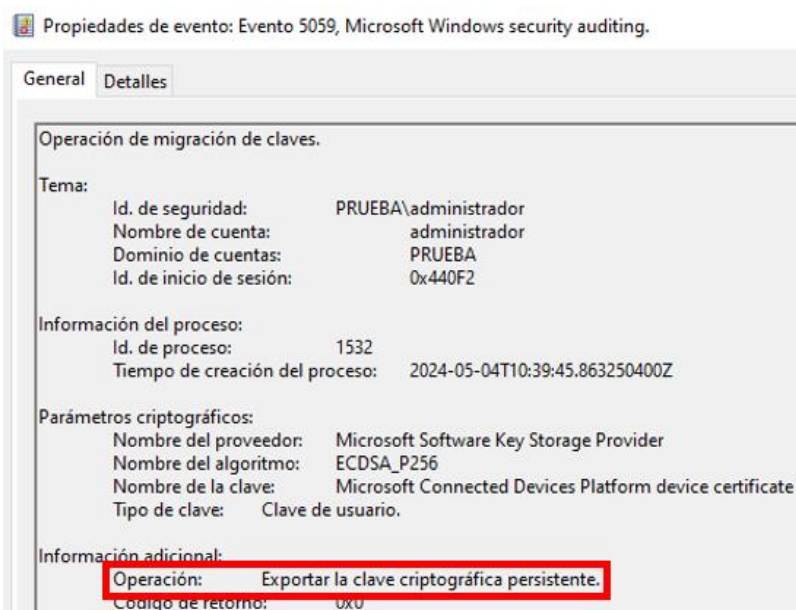 Propiedades de evento: Evento 5059, Microsoft Windows security auditing.
General Detalles
Operación de migración de claves.
Tema:
Id. de seguridad: PRUEBA\administrador
Nombre de cuenta: administrador
Dominio de cuentas: PRUEBA
Id. de inicio de sesión: 0x440F2
Información del proceso:
Id. de proceso: 1532
Tiempo de creación del proceso: 2024-05-04T10:39:45.863250400Z
Parámetros criptográficos:
Nombre del proveedor: Microsoft Software Key Storage Provider
Nombre del algoritmo: ECDSA_P256
Nombre de la clave: Microsoft Connected Devices Platform device certificate
Tipo de clave: Clave de usuario.
Información adicional:
Operación: Exportar la clave criptográfica persistente.
Código de retorno: 0x0